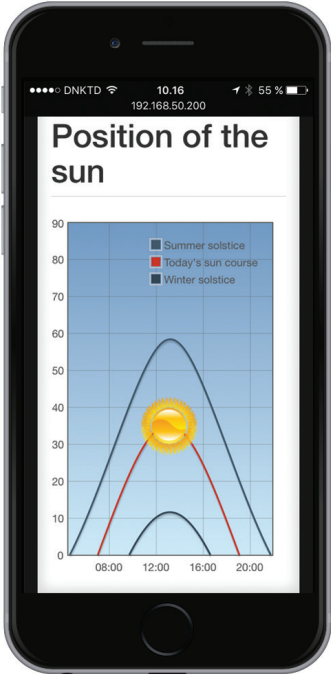 DNKTD 10.16 55 %
192.168.50.200
Position of the
sun
90
Summer solstice
80
Today's sun course
Winter solstice
70
60
50
40
30
20
10
0
08:00 12:00 16:00 20:00